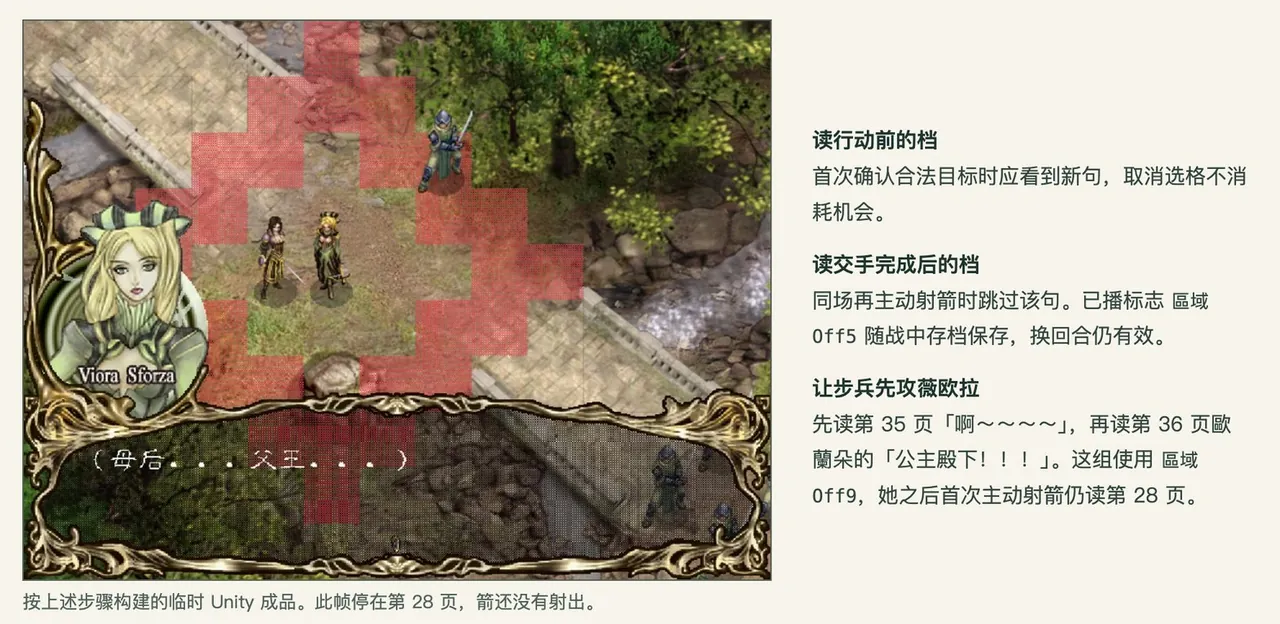 Viora Sforza
(母后...父王...)
读行动前的档
首次确认合法目标时应看到新句，取消选格不消
耗机会。
读交手完成后的档
同场再主动射箭时跳过该句。已播标志 區域
Off5 随战中存档保存，换回合仍有效。
让步兵先攻薇欧拉
先读第 35 页「啊～～～～」，再读第 36 页歐
蘭朵的「公主殿下！！！」。这组使用 區域
Off9，她之后首次主动射箭仍读第 28 页。
按上述步骤构建的临时 Unity 成品。此帧停在第 28 页，箭还没有射出。